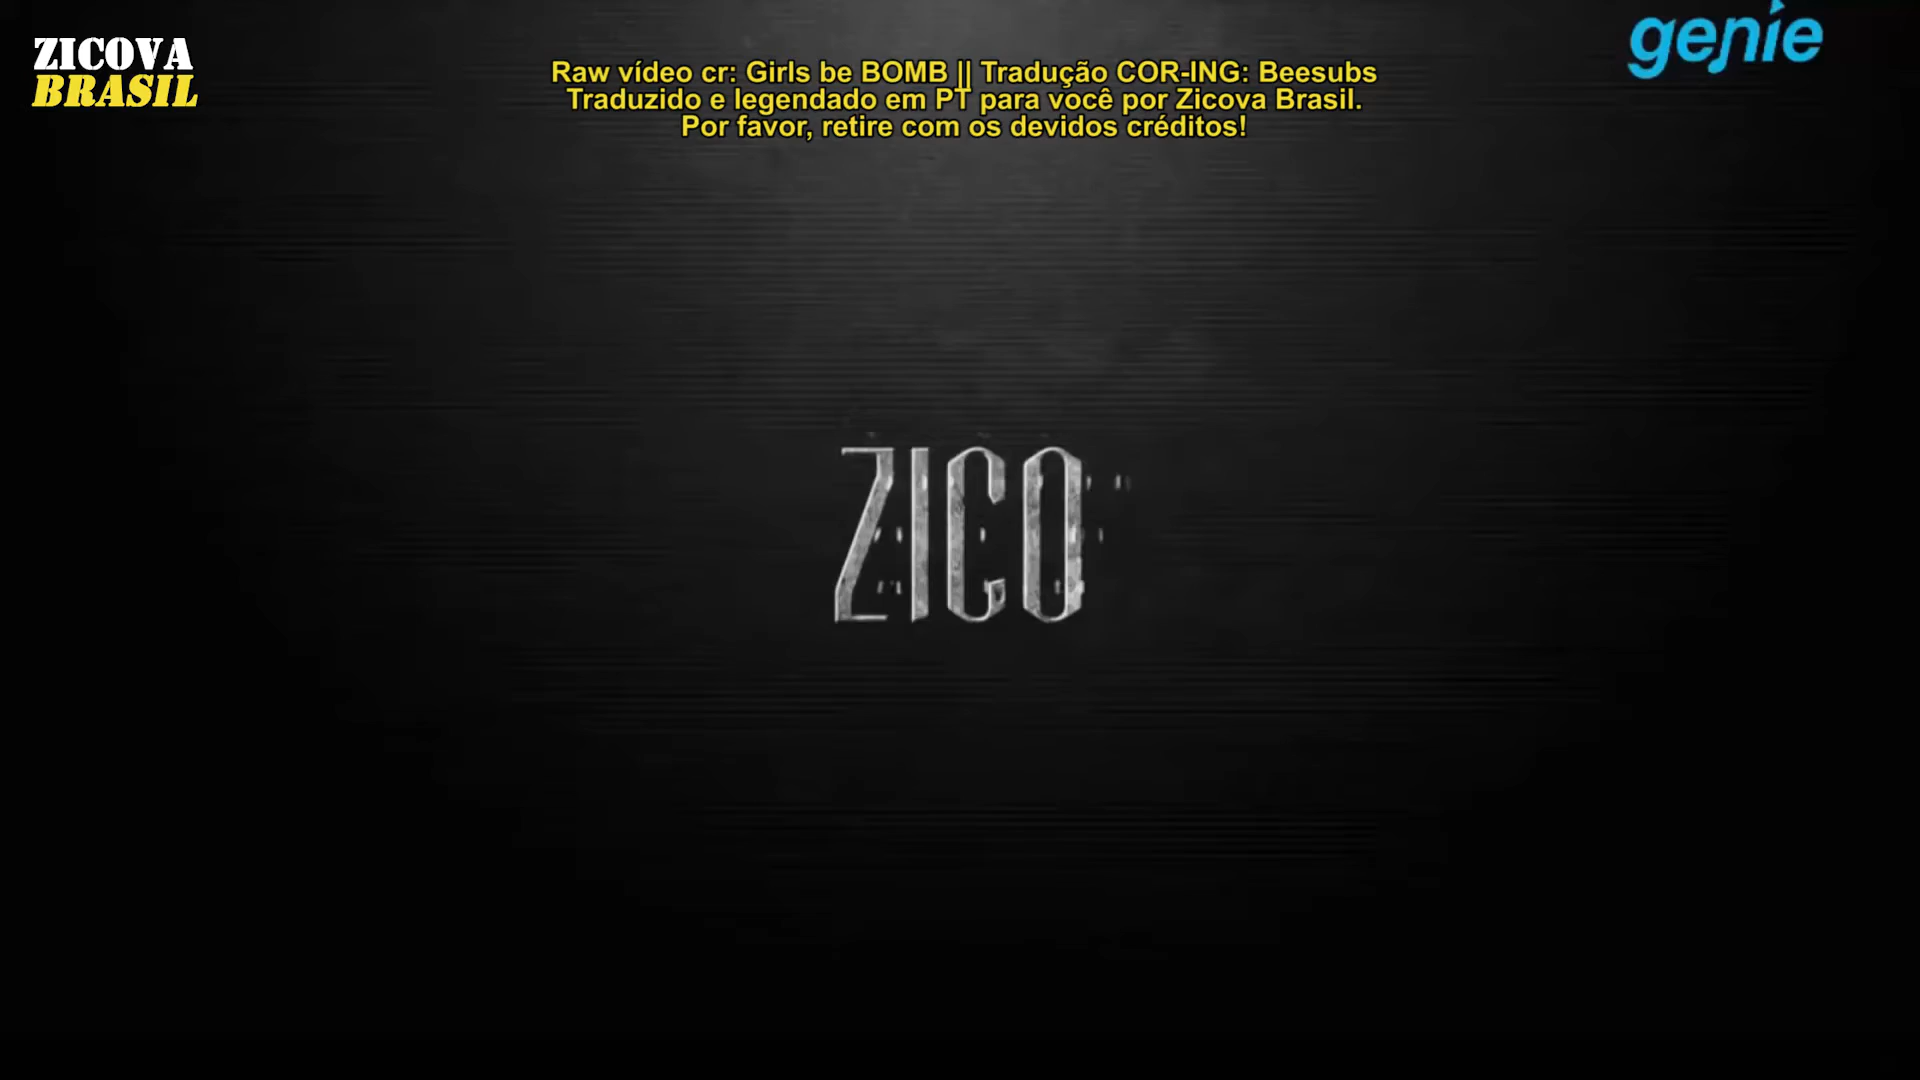 ZICOVA
BRASIL
genie
Raw vídeo cr: Girls be BOMB || Tradução COR-ING: Beesubs
Traduzido e legendado em PT para você por Zicova Brasil.
Por favor, retire com os devidos créditos!
ZICO